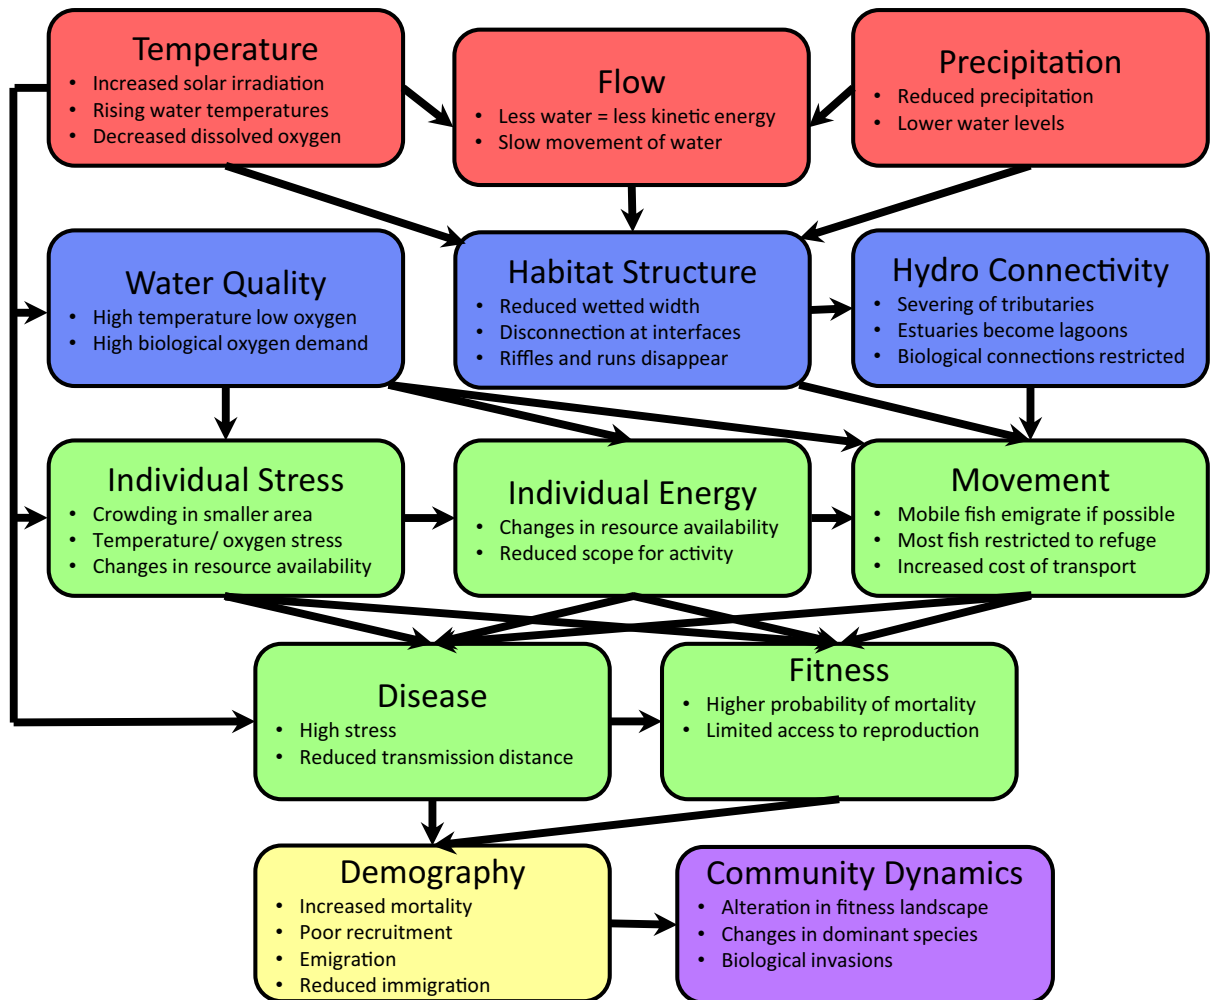 Temperature
• Increased solar irradiation
• Rising water temperatures
• Decreased dissolved oxygen
Flow
• Less water = less kinetic energy
• Slow movement of water
Precipitation
• Reduced precipitation
• Lower water levels
Water Quality
• High temperature low oxygen
• High biological oxygen demand
Habitat Structure
• Reduced wetted width
• Disconnection at interfaces
• Riffles and runs disappear
Hydro Connectivity
• Severing of tributaries
• Estuaries become lagoons
• Biological connections restricted
Individual Stress
• Crowding in smaller area
• Temperature/ oxygen stress
• Changes in resource availability
Individual Energy
• Changes in resource availability
• Reduced scope for activity
Movement
• Mobile fish emigrate if possible
• Most fish restricted to refuge
• Increased cost of transport
Disease
• High stress
• Reduced transmission distance
Fitness
• Higher probability of mortality
• Limited access to reproduction
Demography
• Increased mortality
• Poor recruitment
• Emigration
• Reduced immigration
Community Dynamics
• Alteration in fitness landscape
• Changes in dominant species
• Biological invasions